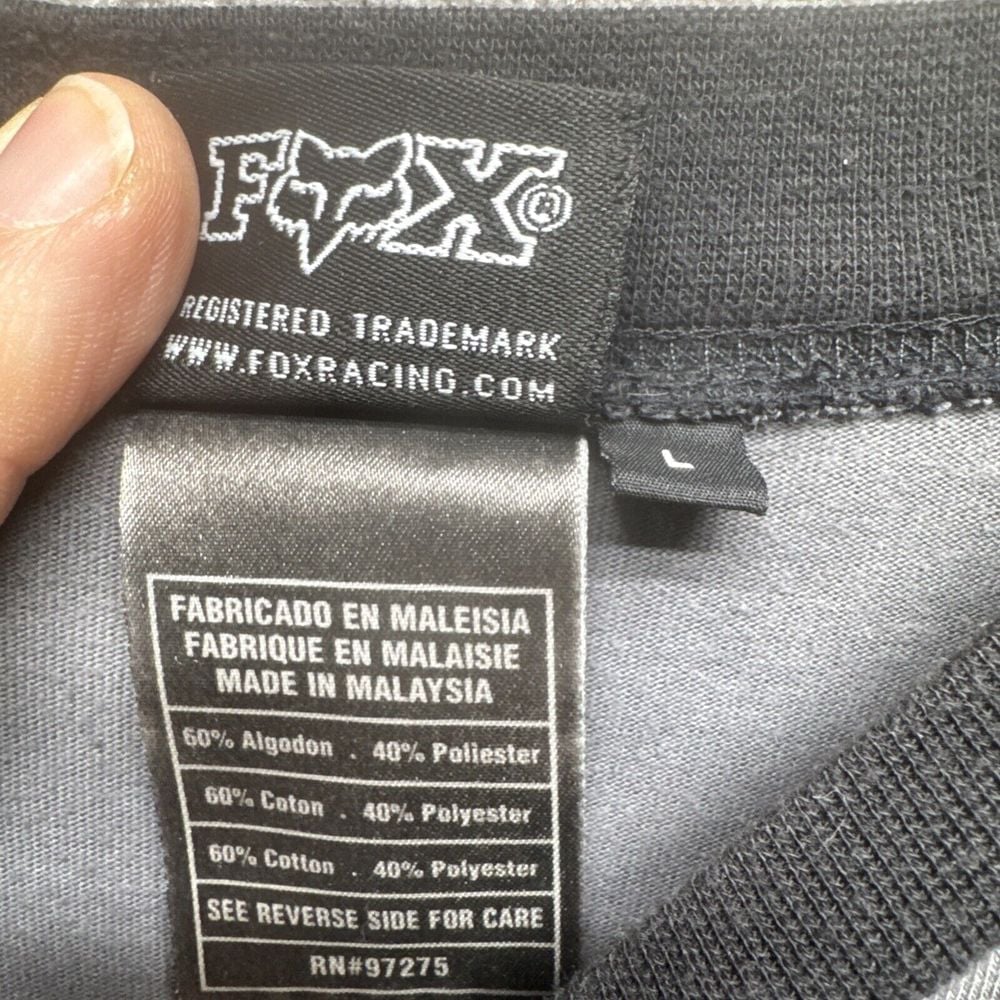 FOX®
REGISTERED TRADEMARK
WWW.FOXRACING.COM
L
FABRICADO EN MALEISIA
FABRIQUE EN MALAISIE
MADE IN MALAYSIA
60% Algodon . 40% Poliester
60% Coton . 40% Polyester
60% Cotton . 40% Polyester
SEE REVERSE SIDE FOR CARE
RN#97275